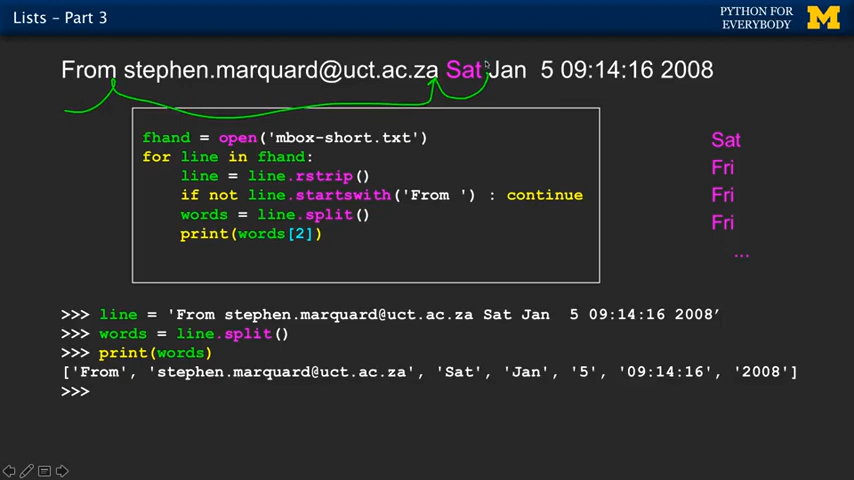 Lists – Part 3
PYTHON FOR
EVERYBODY
M
From stephen.marquard@uct.ac.za Sat Jan  5 09:14:16 2008
fhand = open('mbox-short.txt')
for line in fhand:
    line = line.rstrip()
    if not line.startswith('From ') : continue
    words = line.split()
    print(words[2])
Sat
Fri
Fri
Fri
...
>>> line = 'From stephen.marquard@uct.ac.za Sat Jan  5 09:14:16 2008’
>>> words = line.split()
>>> print(words)
['From', 'stephen.marquard@uct.ac.za', 'Sat', 'Jan', '5', '09:14:16', '2008']
>>>